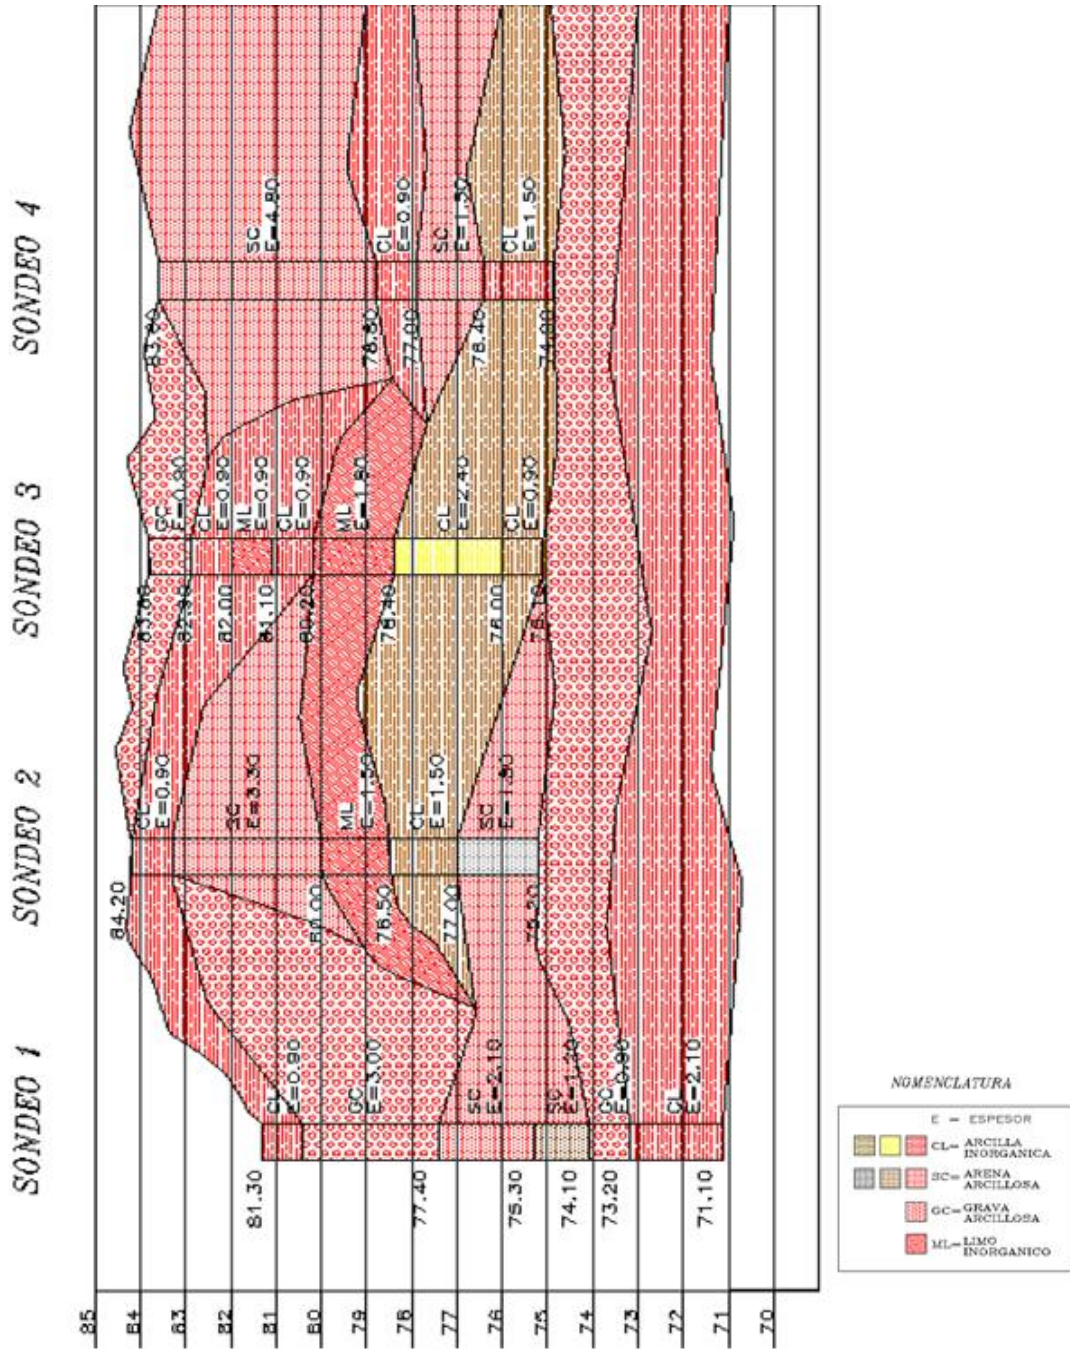 SONDEO 1
SONDEO 2
SONDEO 3
SONDEO 4
81.30
CL
E=0.90
GC
E=3.00
77.40
SC
E=2.10
75.30
SC
74.10
GC
E=0.90
73.20
CL
E=2.10
71.10
84.20
CL
E=0.90
SC
E=3.30
80.00
ML
E=1.50
78.50
CL
E=1.50
77.00
SC
E=1.80
75.20
83.80
GC
E=0.90
82.90
CL
E=0.90
82.00
ML
E=0.90
81.10
CL
E=0.90
80.20
ML
E=1.80
78.40
CL
E=2.40
76.00
CL
E=0.90
75.10
83.60
SC
E=4.80
78.80
CL
E=0.90
SC
E=1.50
76.40
CL
E=1.50
85
84
83
82
81
80
79
78
77
76
75
74
73
72
71
70
NOMENCLATURA
E = ESPESOR
CL= ARCILLA
INORGANICA
SC= ARENA
ARCILLOSA
GC= GRAVA
ARCILLOSA
ML= LIMO
INORGANICO